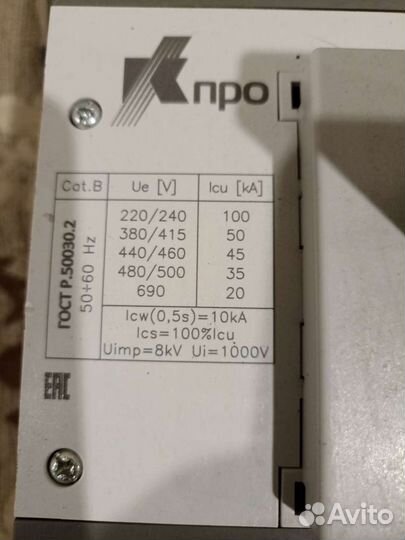 Кпро
Cat.B Ue [V] Icu [kA]
ГОСТ Р.50030.2
50÷60 Hz
220/240 100
380/415 50
440/460 45
480/500 35
690 20
Icw(0,5s)=10kA
Ics=100%Icu
Uimp=8kV Ui=1000V
EAC
Avito